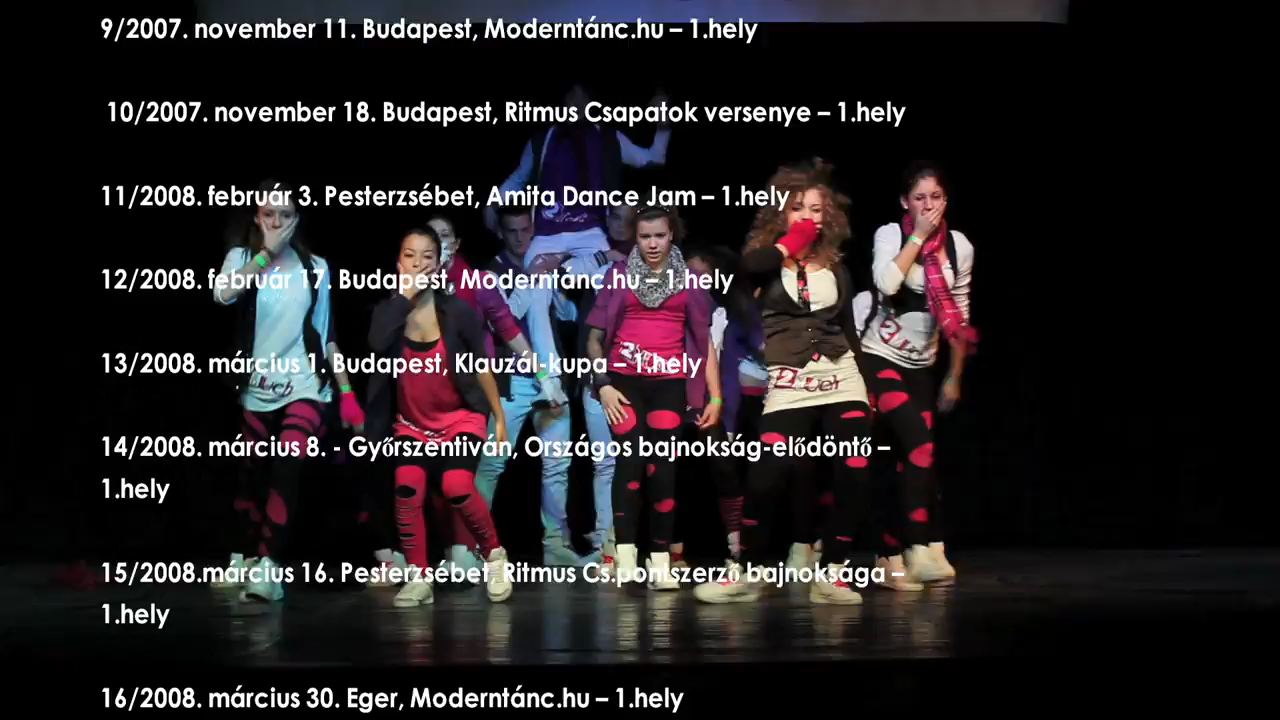 9/2007. november 11. Budapest, Moderntánc.hu – 1.hely
10/2007. november 18. Budapest, Ritmus Csapatok versenye – 1.hely
11/2008. február 3. Pesterzsébet, Amita Dance Jam – 1.hely
12/2008. február 17. Budapest, Moderntánc.hu – 1.hely
13/2008. március 1. Budapest, Klauzál-kupa – 1.hely
14/2008. március 8. - Győrszentiván, Országos bajnokság-elődöntő –
1.hely
15/2008.március 16. Pesterzsébet, Ritmus Cs.pontszerző bajnoksága –
1.hely
16/2008. március 30. Eger, Moderntánc.hu – 1.hely